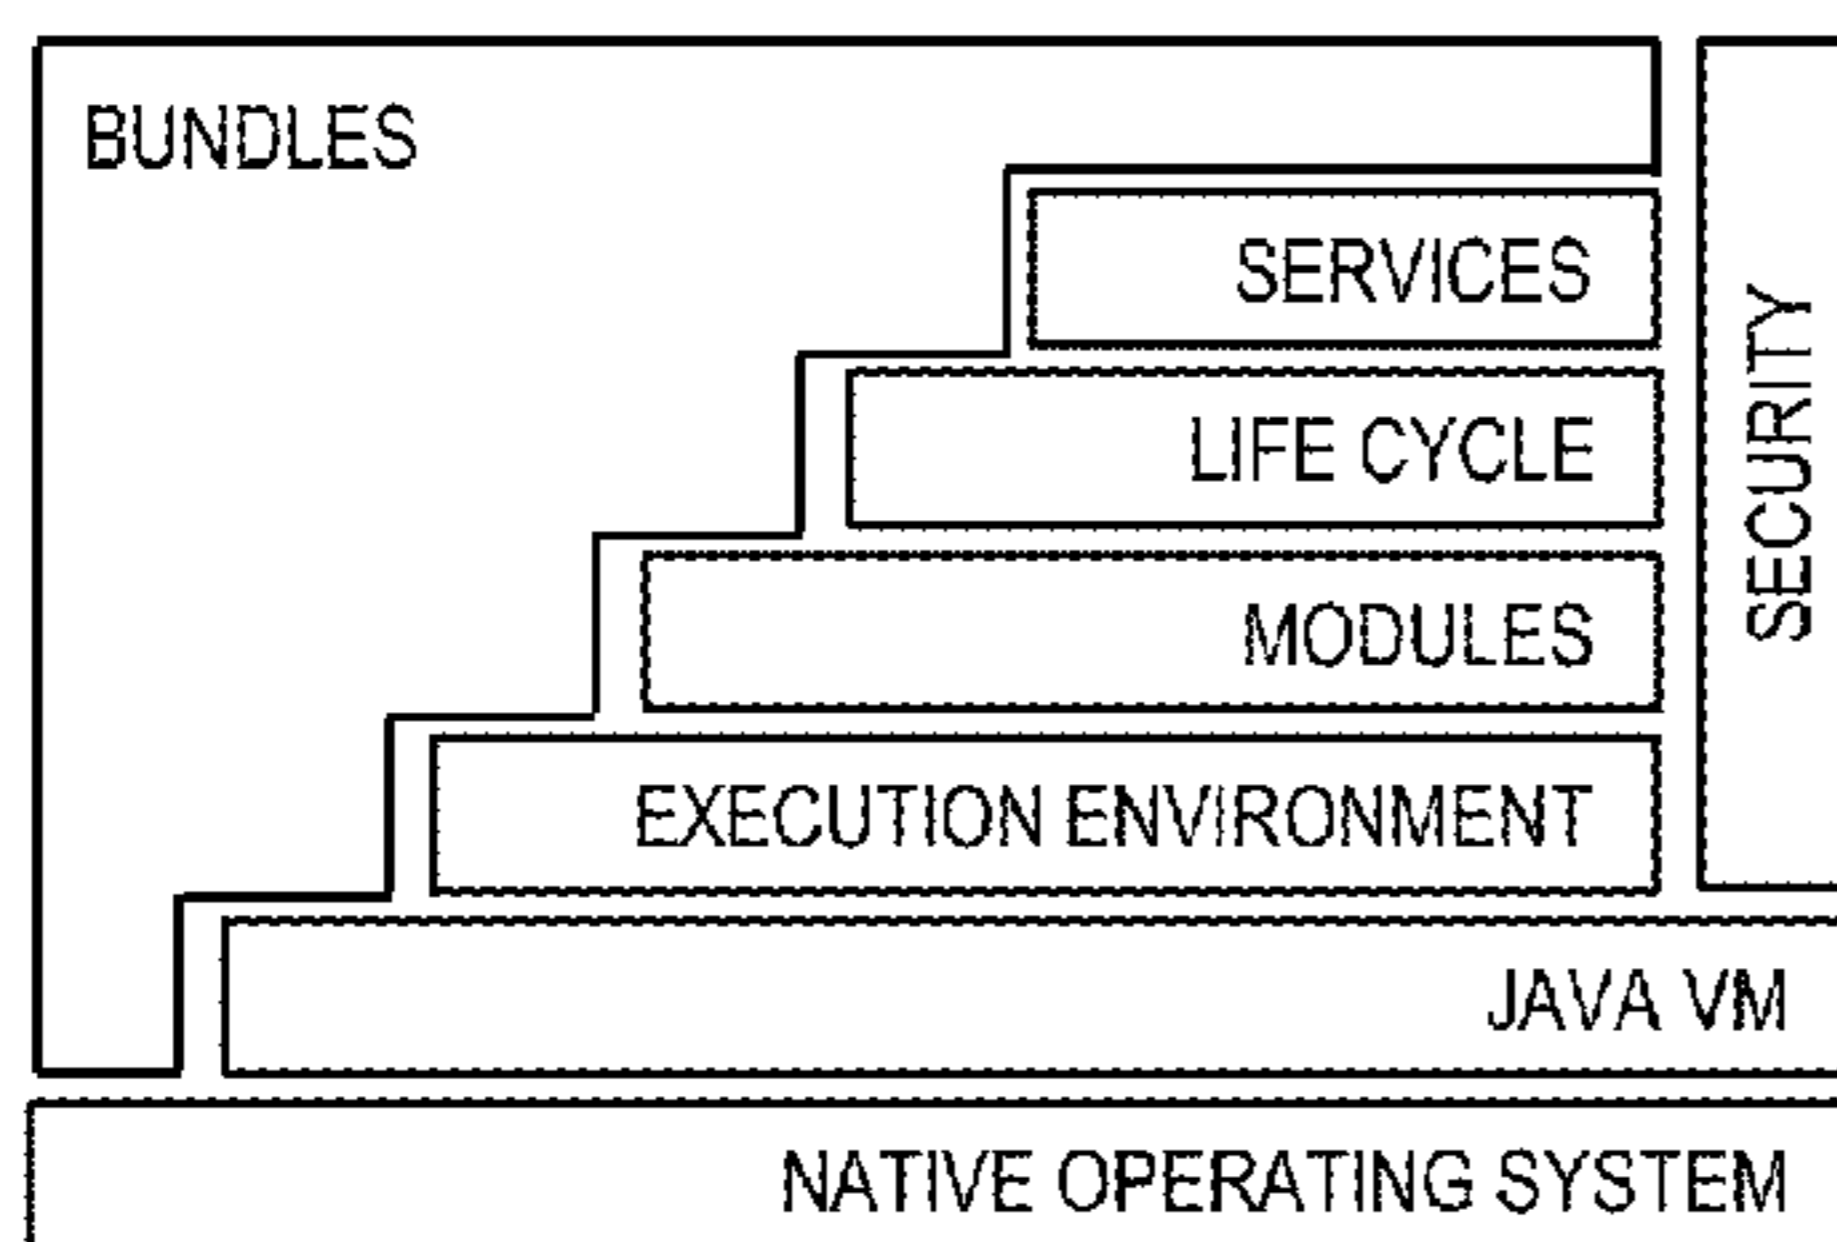 BUNDLES
SERVICES
LIFE CYCLE
MODULES
EXECUTION ENVIRONMENT
SECURITY
JAVA VM
NATIVE OPERATING SYSTEM